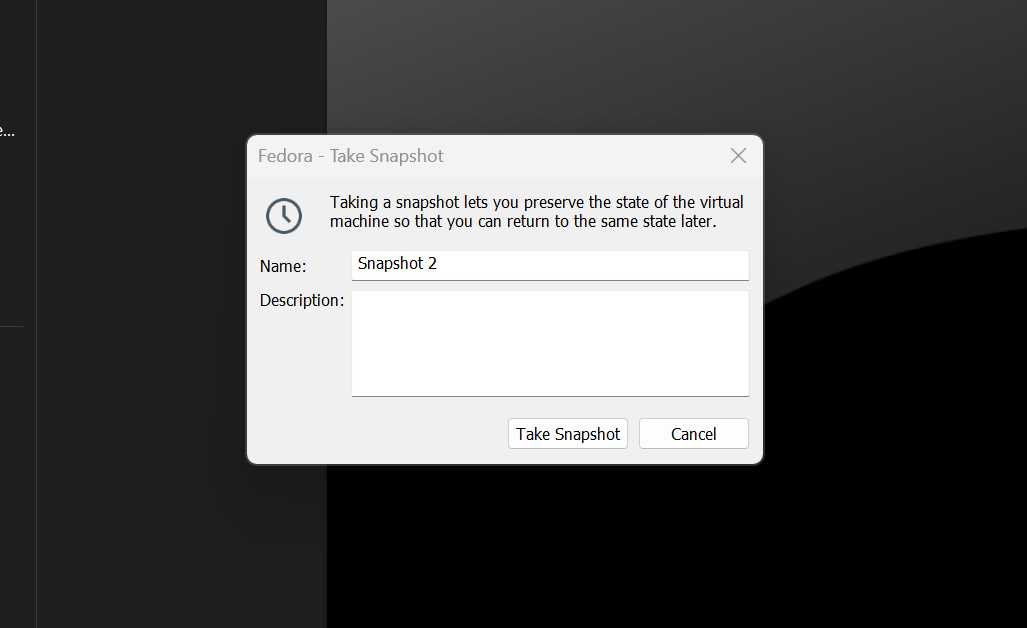 e...
Fedora - Take Snapshot
Taking a snapshot lets you preserve the state of the virtual
machine so that you can return to the same state later.
Name:
Snapshot 2
Description:
Take Snapshot
Cancel